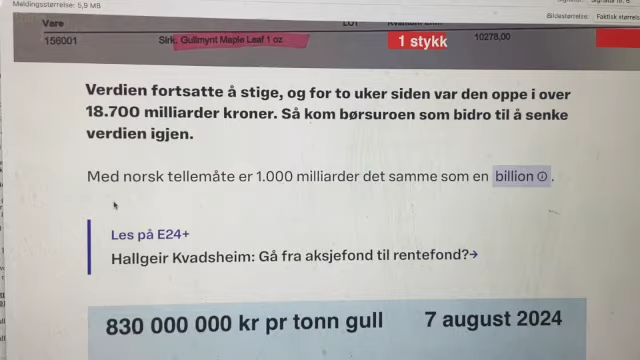 Meldingsstørrelse: 5,9 MB
Bildestørrelse: Faktisk størrels
Vare
156001 Sirk. Gullmynt Maple Leaf 1 oz 1 stykk 10278,00
Verdien fortsatte å stige, og for to uker siden var den oppe i over
18.700 milliarder kroner. Så kom børsuroen som bidro til å senke
verdien igjen.
Med norsk tellemåte er 1.000 milliarder det samme som en billion.
Les på E24+
Hallgeir Kvadsheim: Gå fra aksjefond til rentefond?→
830 000 000 kr pr tonn gull 7 august 2024